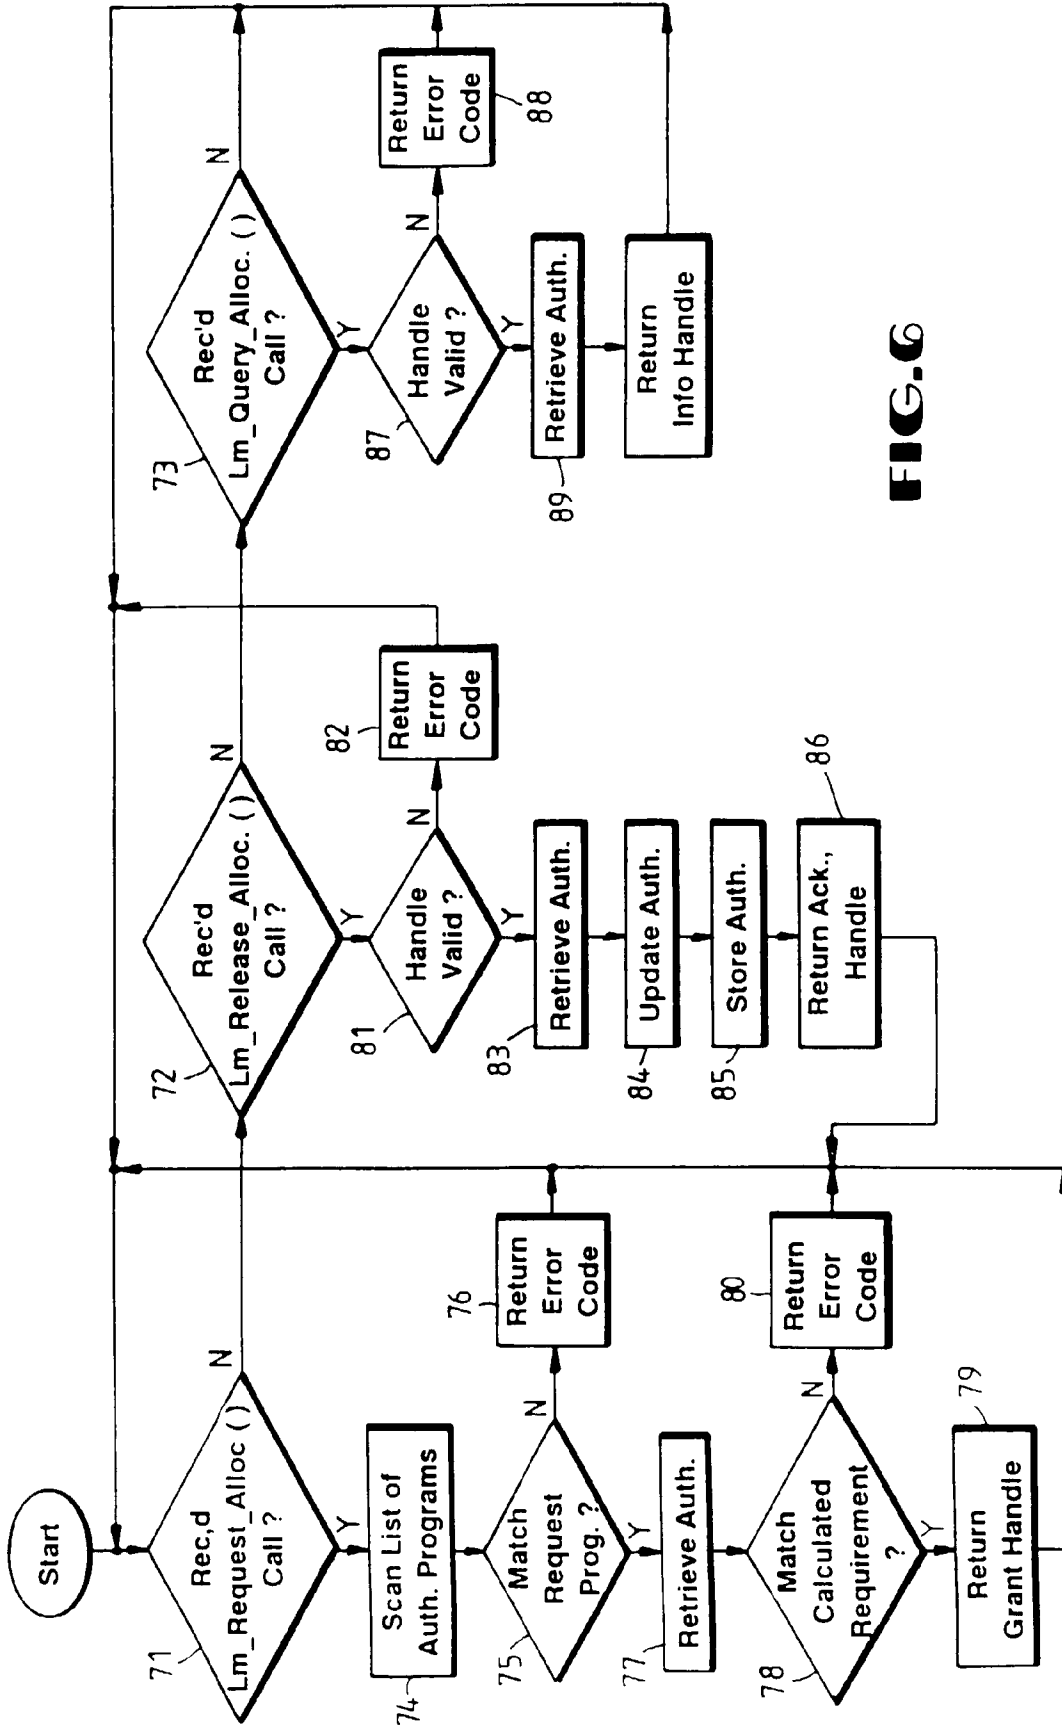 Start
71
Rec,d
Lm_Request_Alloc ( )
Call ?
N
Y
74
Scan List of
Auth. Programs
75
Match
Request
Prog. ?
N
Y
76
Return
Error
Code
77
Retrieve Auth.
78
Match
Calculated
Requirement
?
N
Y
80
Return
Error
Code
79
Return
Grant Handle
72
Rec'd
Lm_Release_Alloc. ( )
Call ?
N
Y
81
Handle
Valid ?
N
Y
82
Return
Error
Code
83
Retrieve Auth.
84
Update Auth.
85
Store Auth.
86
Return Ack.,
Handle
73
Rec'd
Lm_Query_Alloc. ( )
Call ?
N
Y
87
Handle
Valid ?
N
Y
Return
Error
Code
88
89
Retrieve Auth.
Return
Info Handle
FIG.6